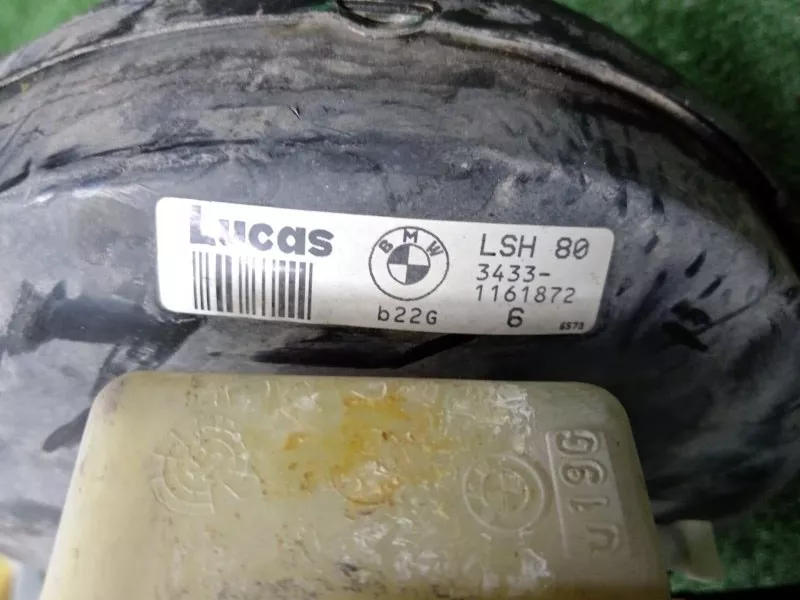 Lucas
BMW
LSH 80
3433-
1161872
b22G
6
6573
U19G